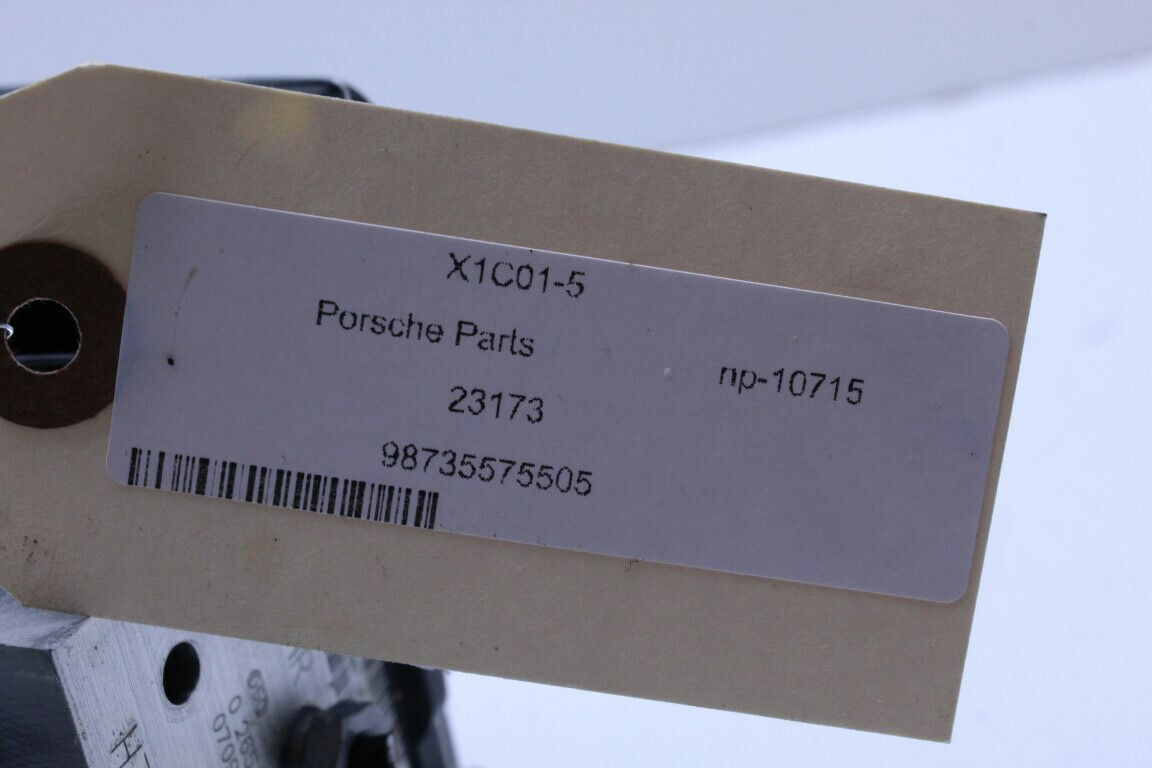 X1C01-5
Porsche Parts
np-10715
23173
98735575505